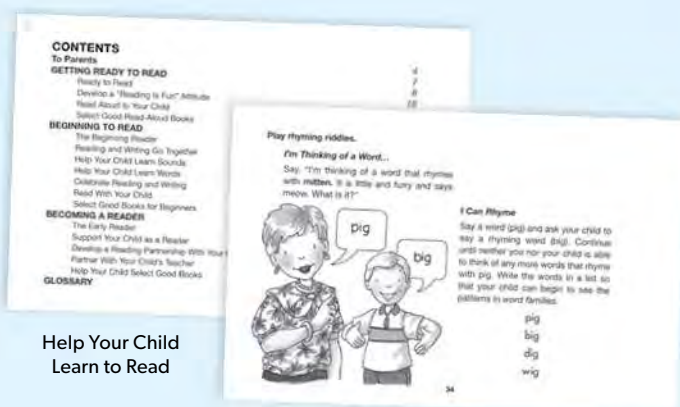 CONTENTS
To Parents
GETTING READY TO READ
Ready to Read
Develop a "Reading Is Fun" Attitude
Read Aloud to Your Child
Select Good Read-Aloud Books
BEGINNING TO READ
The Beginning Reader
Reading and Writing Go Together
Help Your Child Learn Sounds
Help Your Child Learn Words
Celebrate Reading and Writing
Read With Your Child
Select Good Books for Beginners
BECOMING A READER
The Early Reader
Support Your Child as a Reader
Develop a Reading Partnership With Your
Partner With Your Child's Teacher
Help Your Child Select Good Books
GLOSSARY
4
7
8
10
Play rhyming riddles.
I'm Thinking of a Word...
Say, "I'm thinking of a word that rhymes
with mitten. It is little and furry and says
meow. What is it?"
pig
big
I Can Rhyme
Say a word (pig) and ask your child to
say a rhyming word (big). Continue
until neither you nor your child is able
to think of any more words that rhyme
with pig. Write the words in a list so
that your child can begin to see the
patterns in word families.
pig
big
dig
wig
34
Help Your Child
Learn to Read